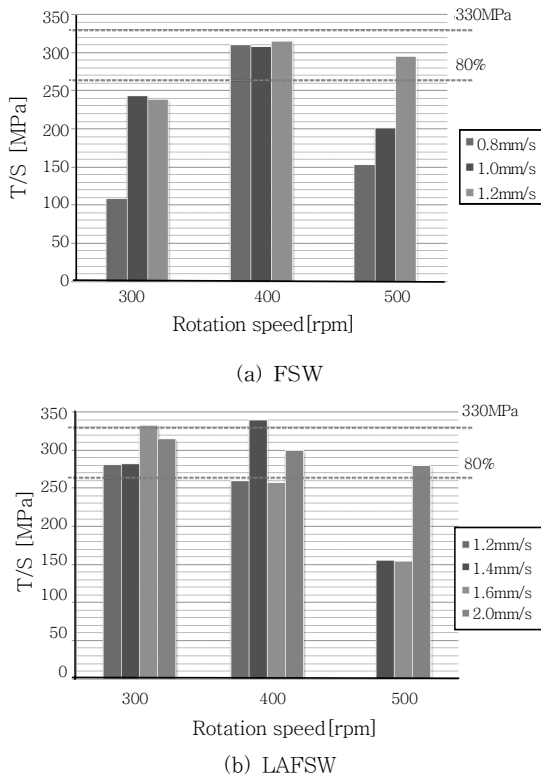 350
330MPa
300
80%
250
200
150
100
50
0
T/S [MPa]
0.8mm/s
1.0mm/s
1.2mm/s
300 400 500
Rotation speed[rpm]
(a) FSW
350
330MPa
300
80%
250
200
150
100
50
0
T/S [MPa]
1.2mm/s
1.4mm/s
1.6mm/s
2.0mm/s
300 400 500
Rotation speed[rpm]
(b) LAFSW